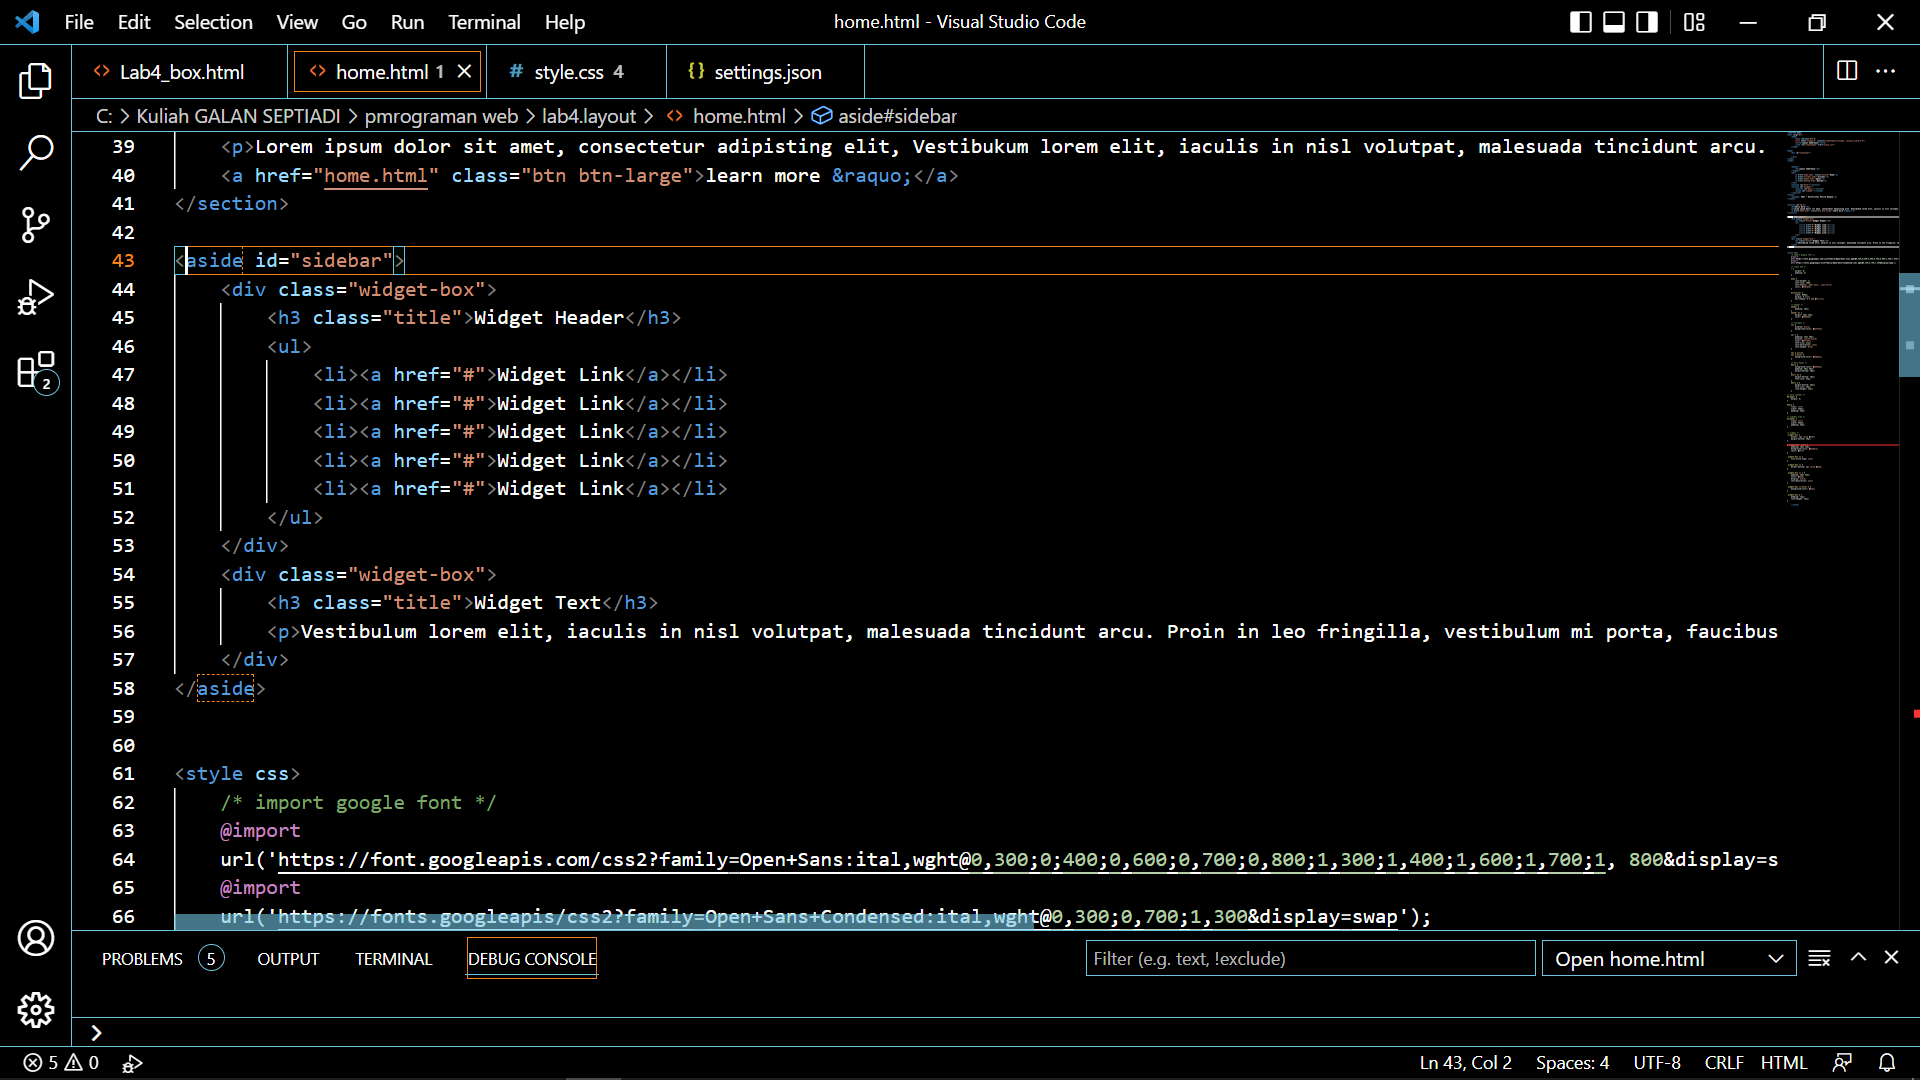 File Edit Selection View Go Run Terminal Help
home.html - Visual Studio Code
Lab4_box.html
home.html 1
style.css 4
settings.json
C: > Kuliah GALAN SEPTIADI > pmrograman web > lab4.layout > home.html > aside#sidebar
39 <p>Lorem ipsum dolor sit amet, consectetur adipisting elit, Vestibukum lorem elit, iaculis in nisl volutpat, malesuada tincidunt arcu.
40 <a href="home.html" class="btn btn-large">learn more &raquo;</a>
41 </section>
42
43 <aside id="sidebar">
44 <div class="widget-box">
45 <h3 class="title">Widget Header</h3>
46 <ul>
47 <li><a href="#">Widget Link</a></li>
48 <li><a href="#">Widget Link</a></li>
49 <li><a href="#">Widget Link</a></li>
50 <li><a href="#">Widget Link</a></li>
51 <li><a href="#">Widget Link</a></li>
52 </ul>
53 </div>
54 <div class="widget-box">
55 <h3 class="title">Widget Text</h3>
56 <p>Vestibulum lorem elit, iaculis in nisl volutpat, malesuada tincidunt arcu. Proin in leo fringilla, vestibulum mi porta, faucibus
57 </div>
58 </aside>
59
60
61 <style css>
62 /* import google font */
63 @import
64 url('https://font.googleapis.com/css2?family=Open+Sans:ital,wght@0,300;0;400;0,600;0,700;0,800;1,300;1,400;1,600;1,700;1, 800&display=s
65 @import
66 url('https://fonts.googleapis/css2?family=Open+Sans+Condensed:ital,wght@0,300;0,700;1,300&display=swap');
2
PROBLEMS 5 OUTPUT TERMINAL DEBUG CONSOLE
Filter (e.g. text, !exclude)
Open home.html
5 0
Ln 43, Col 2 Spaces: 4 UTF-8 CRLF HTML